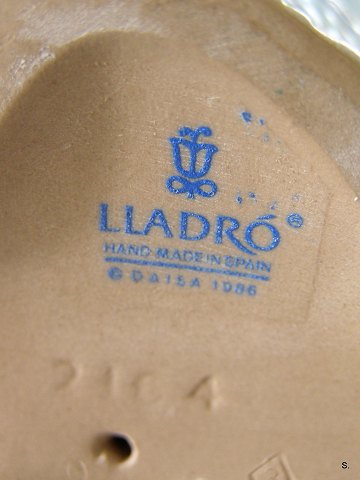 LLADRÓ®
HAND MADE IN SPAIN
© DAISA 1986
S.